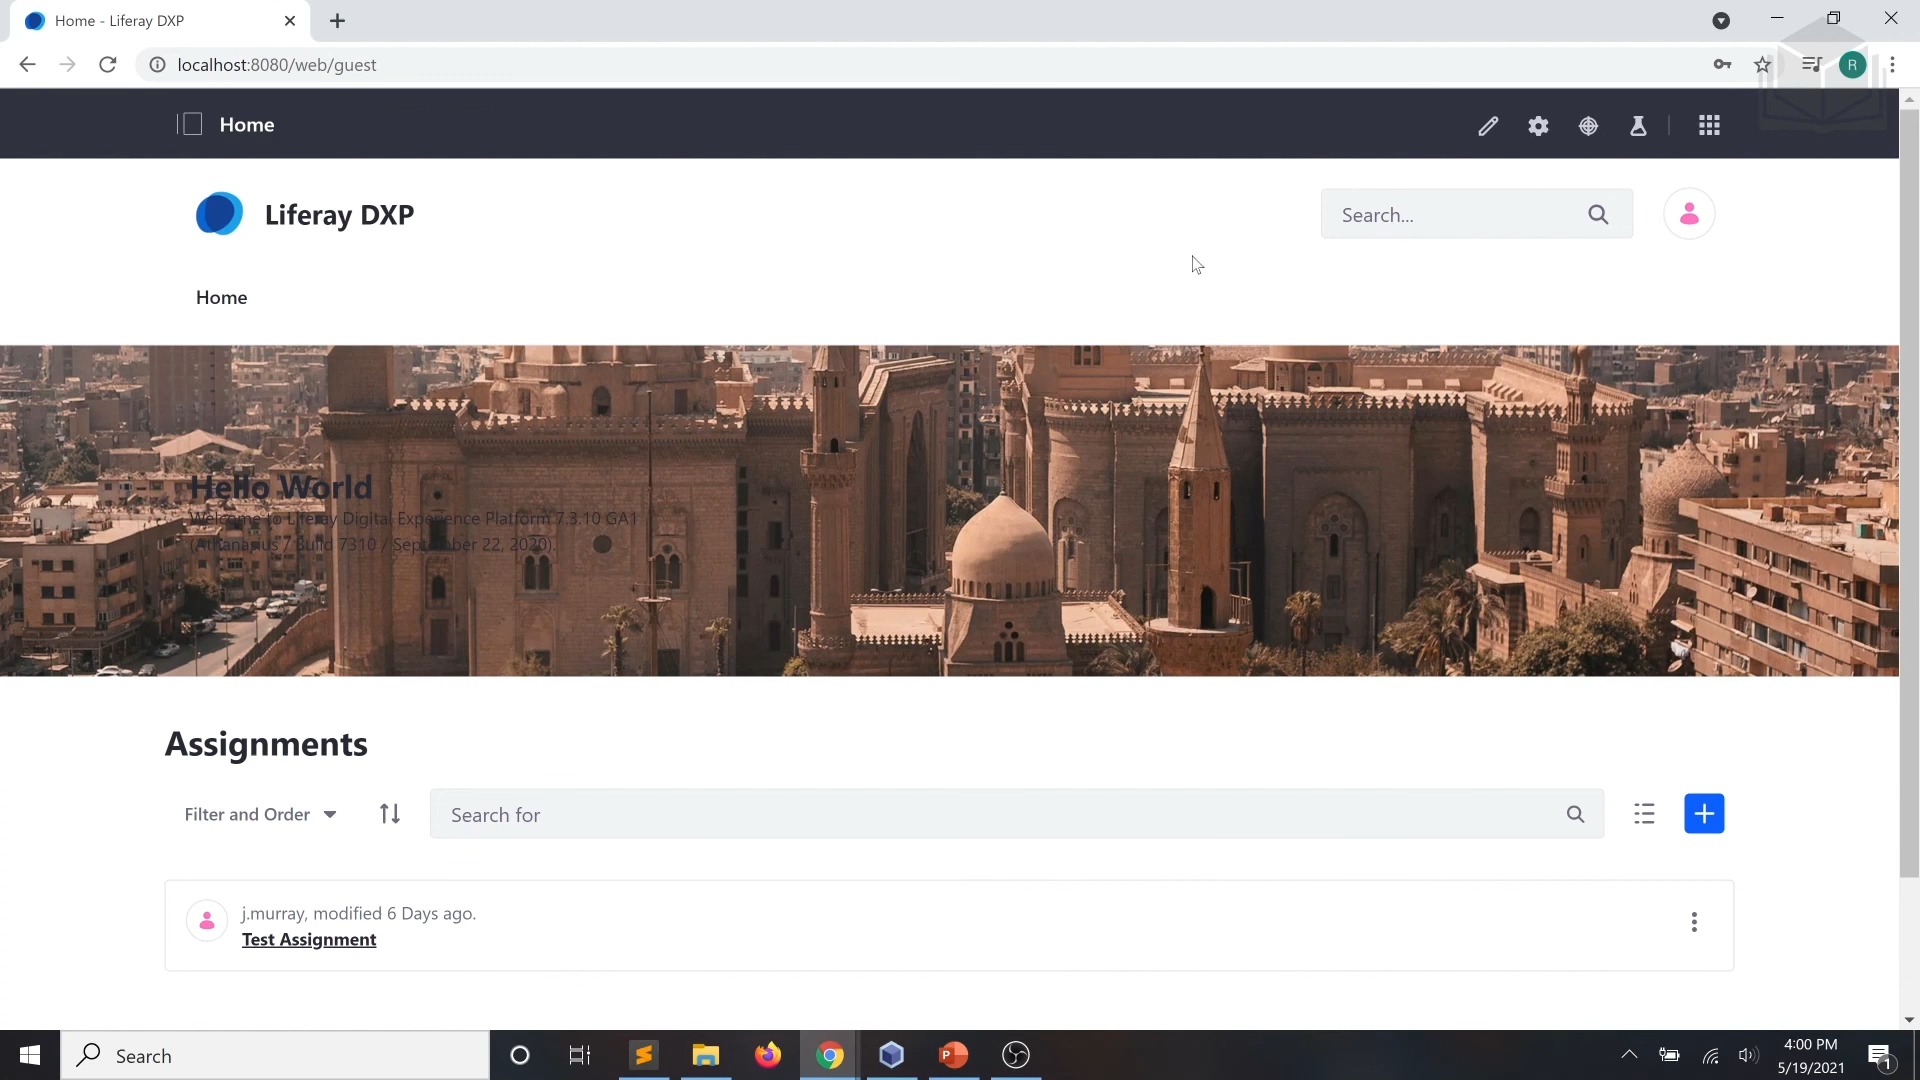 Home - Liferay DXP
localhost:8080/web/guest
R
Home
Liferay DXP
Search...
Home
Hello World
Welcome to Liferay Digital Experience Platform 7.3.10 GA1
(Athanasius / Build 7310 / September 22, 2020).
Assignments
Filter and Order
Search for
j.murray, modified 6 Days ago.
Test Assignment
Search
P
4:00 PM
5/19/2021
1